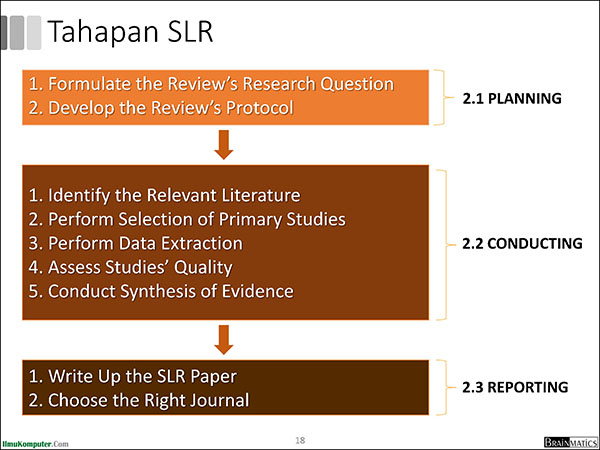 Tahapan SLR
1. Formulate the Review's Research Question
2. Develop the Review's Protocol
2.1 PLANNING
1. Identify the Relevant Literature
2. Perform Selection of Primary Studies
3. Perform Data Extraction
4. Assess Studies' Quality
5. Conduct Synthesis of Evidence
2.2 CONDUCTING
1. Write Up the SLR Paper
2. Choose the Right Journal
2.3 REPORTING
IlmuKomputer.Com
18
BRAINMATICS